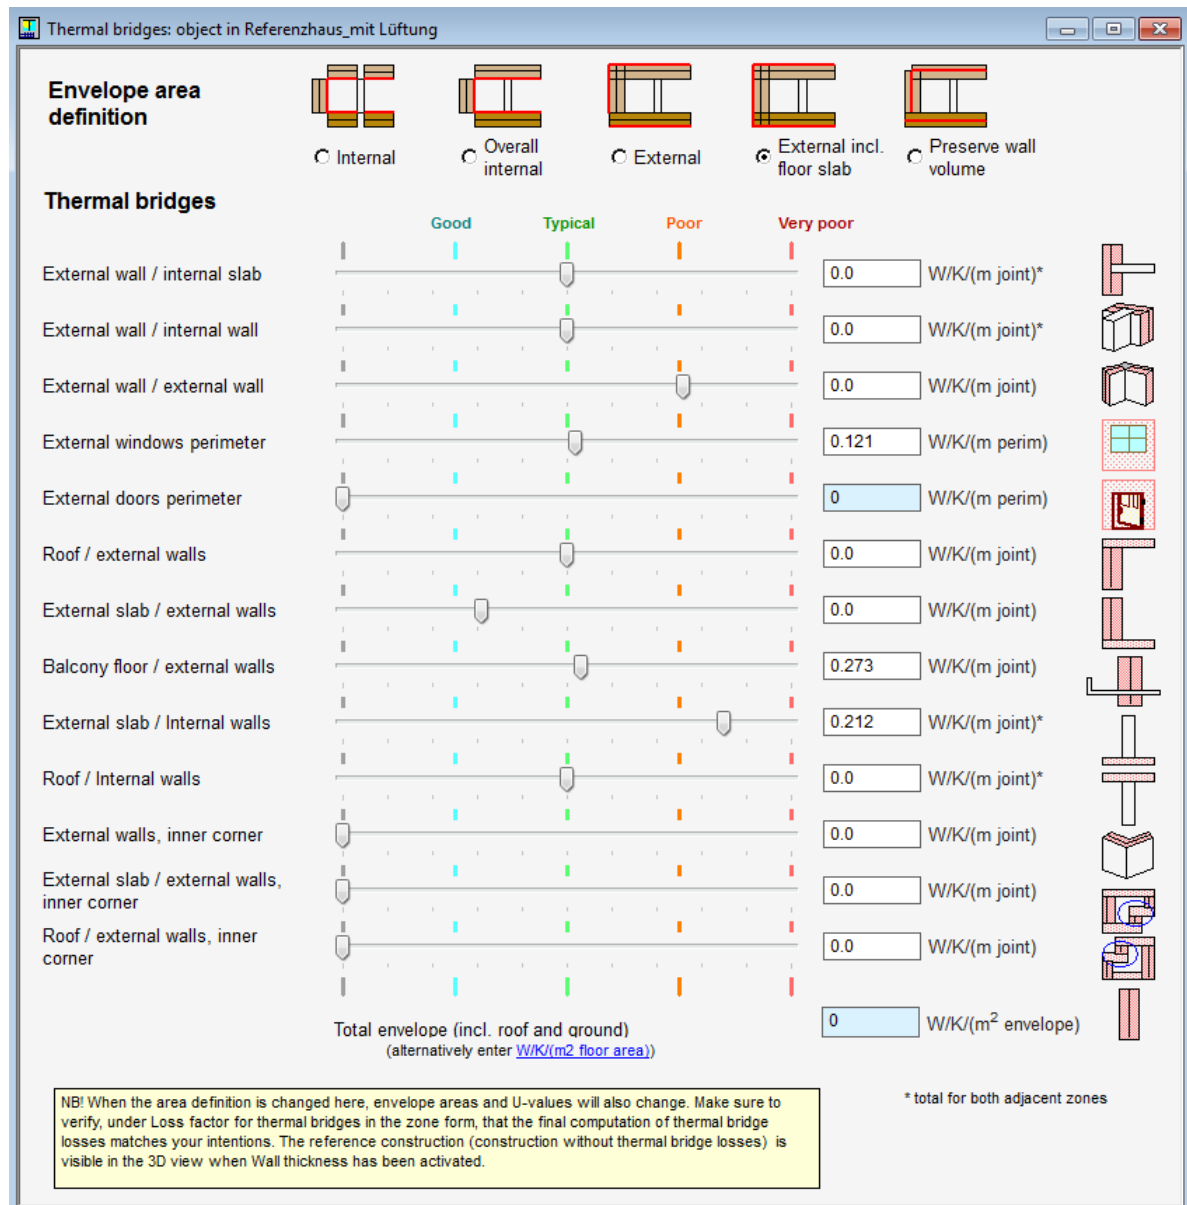 Thermal bridges: object in Referenzhaus_mit Lüftung
Envelope area
definition
Internal
Overall
internal
External
External incl.
floor slab
Preserve wall
volume
Thermal bridges
Good Typical Poor Very poor
External wall / internal slab 0.0 W/K/(m joint)*
External wall / internal wall 0.0 W/K/(m joint)*
External wall / external wall 0.0 W/K/(m joint)
External windows perimeter 0.121 W/K/(m perim)
External doors perimeter 0 W/K/(m perim)
Roof / external walls 0.0 W/K/(m joint)
External slab / external walls 0.0 W/K/(m joint)
Balcony floor / external walls 0.273 W/K/(m joint)
External slab / Internal walls 0.212 W/K/(m joint)*
Roof / Internal walls 0.0 W/K/(m joint)*
External walls, inner corner 0.0 W/K/(m joint)
External slab / external walls,
inner corner 0.0 W/K/(m joint)
Roof / external walls, inner
corner 0.0 W/K/(m joint)
Total envelope (incl. roof and ground) 0 W/K/(m² envelope)
(alternatively enter W/K/(m2 floor area))
NB! When the area definition is changed here, envelope areas and U-values will also change. Make sure to
verify, under Loss factor for thermal bridges in the zone form, that the final computation of thermal bridge
losses matches your intentions. The reference construction (construction without thermal bridge losses) is
visible in the 3D view when Wall thickness has been activated.
* total for both adjacent zones